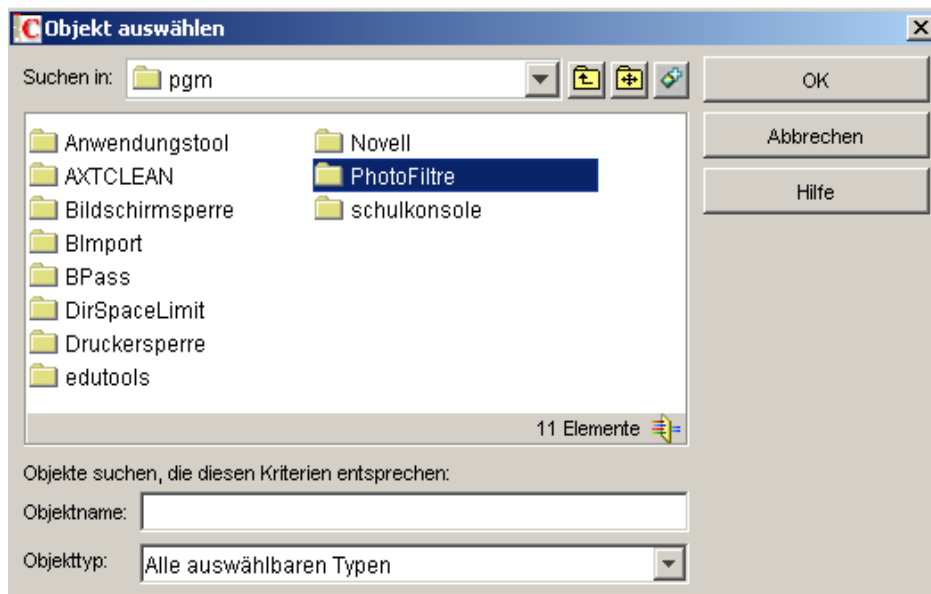 Objekt auswählen
Suchen in: pgm
OK
Abbrechen
Hilfe
Anwendungstool
AXTCLEAN
Bildschirmsperre
BImport
BPass
DirSpaceLimit
Druckersperre
edutools
Novell
PhotoFiltre
schulkonsole
11 Elemente
Objekte suchen, die diesen Kriterien entsprechen:
Objektname:
Objekttyp: Alle auswählbaren Typen